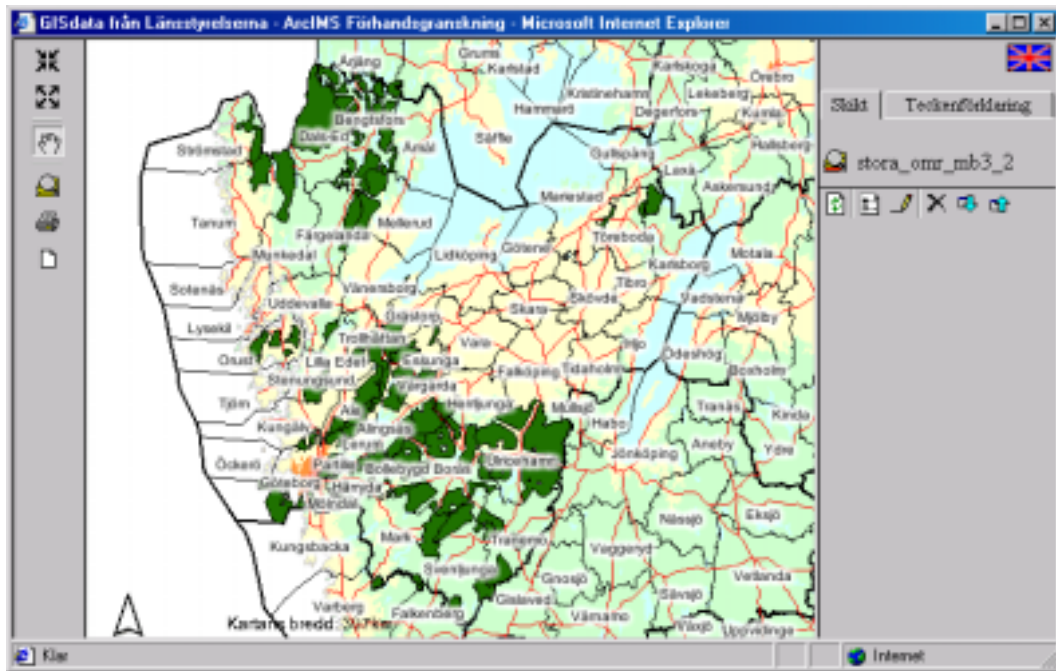 GISdata från Länsstyrelserna - ArcIMS Förhandsgranskning - Microsoft Internet Explorer
Skikt
Teckenförklaring
stora_omr_mb3_2
Årjäng
Grums
Karlstad
Karlskoga
Örebro
Kristinehamn
Lekeberg
Hammarö
Degerfors
Kumla
Bengtsfors
Dals-Ed
Säffle
Åmål
Hallsberg
Strömstad
Gullspång
Laxå
Askersund
Mariestad
Tanum
Mellerud
Färgelanda
Götene
Töreboda
Munkedal
Lidköping
Karlsborg
Motala
Tibro
Sotenäs
Vänersborg
Skövde
Vadstena
Uddevalla
Skara
Grästorp
Mjölby
Lysekil
Trollhättan
Vara
Hjo
Ödeshög
Orust
Lilla Edet
Essunga
Falköping
Tidaholm
Boxholm
Stenungsund
Vårgårda
Tjörn
Ale
Herrljunga
Mullsjö
Tranås
Kinda
Kungälv
Alingsås
Habo
Lerum
Aneby
Ydre
Öckerö
Partille
Bollebygd
Borås
Ulricehamn
Jönköping
Göteborg
Härryda
Mölndal
Nässjö
Eksjö
Kungsbacka
Mark
Tranemo
Vaggeryd
Svenljunga
Gnosjö
Vetlanda
Gislaved
Sävsjö
Varberg
Falkenberg
Värnamo
Växjö
Uppvidinge
Kartans bredd: 307km
Klar
Internet